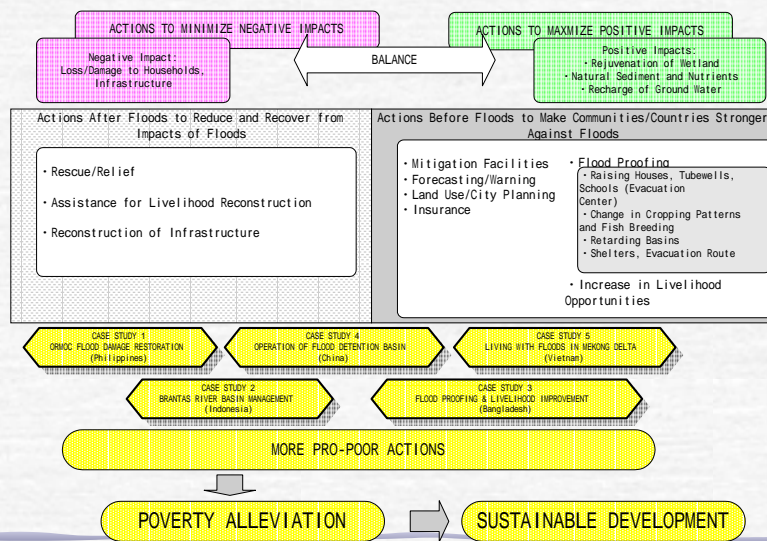 ACTIONS TO MINIMIZE NEGATIVE IMPACTS
ACTIONS TO MAXMIZE POSITIVE IMPACTS
Negative Impact:
Loss/Damage to Households,
Infrastructure
BALANCE
Positive Impacts:
・Rejuvenation of Wetland
・Natural Sediment and Nutrients
・Recharge of Ground Water
Actions After Floods to Reduce and Recover from
Impacts of Floods
・Rescue/Relief
・Assistance for Livelihood Reconstruction
・Reconstruction of Infrastructure
Actions Before Floods to Make Communities/Countries Stronger
Against Floods
・Mitigation Facilities
・Forecasting/Warning
・Land Use/City Planning
・Insurance
・Flood Proofing
・Raising Houses, Tubewells,
Schools (Evacuation
Center)
・Change in Cropping Patterns
and Fish Breeding
・Retarding Basins
・Shelters, Evacuation Route
・Increase in Livelihood
Opportunities
CASE STUDY 1
ORMOC FLOOD DAMAGE RESTORATION
(Philippines)
CASE STUDY 4
OPERATION OF FLOOD DETENTION BASIN
(China)
CASE STUDY 5
LIVING WITH FLOODS IN MEKONG DELTA
(Vietnam)
CASE STUDY 2
BRANTAS RIVER BASIN MANAGEMENT
(Indonesia)
CASE STUDY 3
FLOOD PROOFING & LIVELIHOOD IMPROVEMENT
(Bangladesh)
MORE PRO-POOR ACTIONS
POVERTY ALLEVIATION
SUSTAINABLE DEVELOPMENT